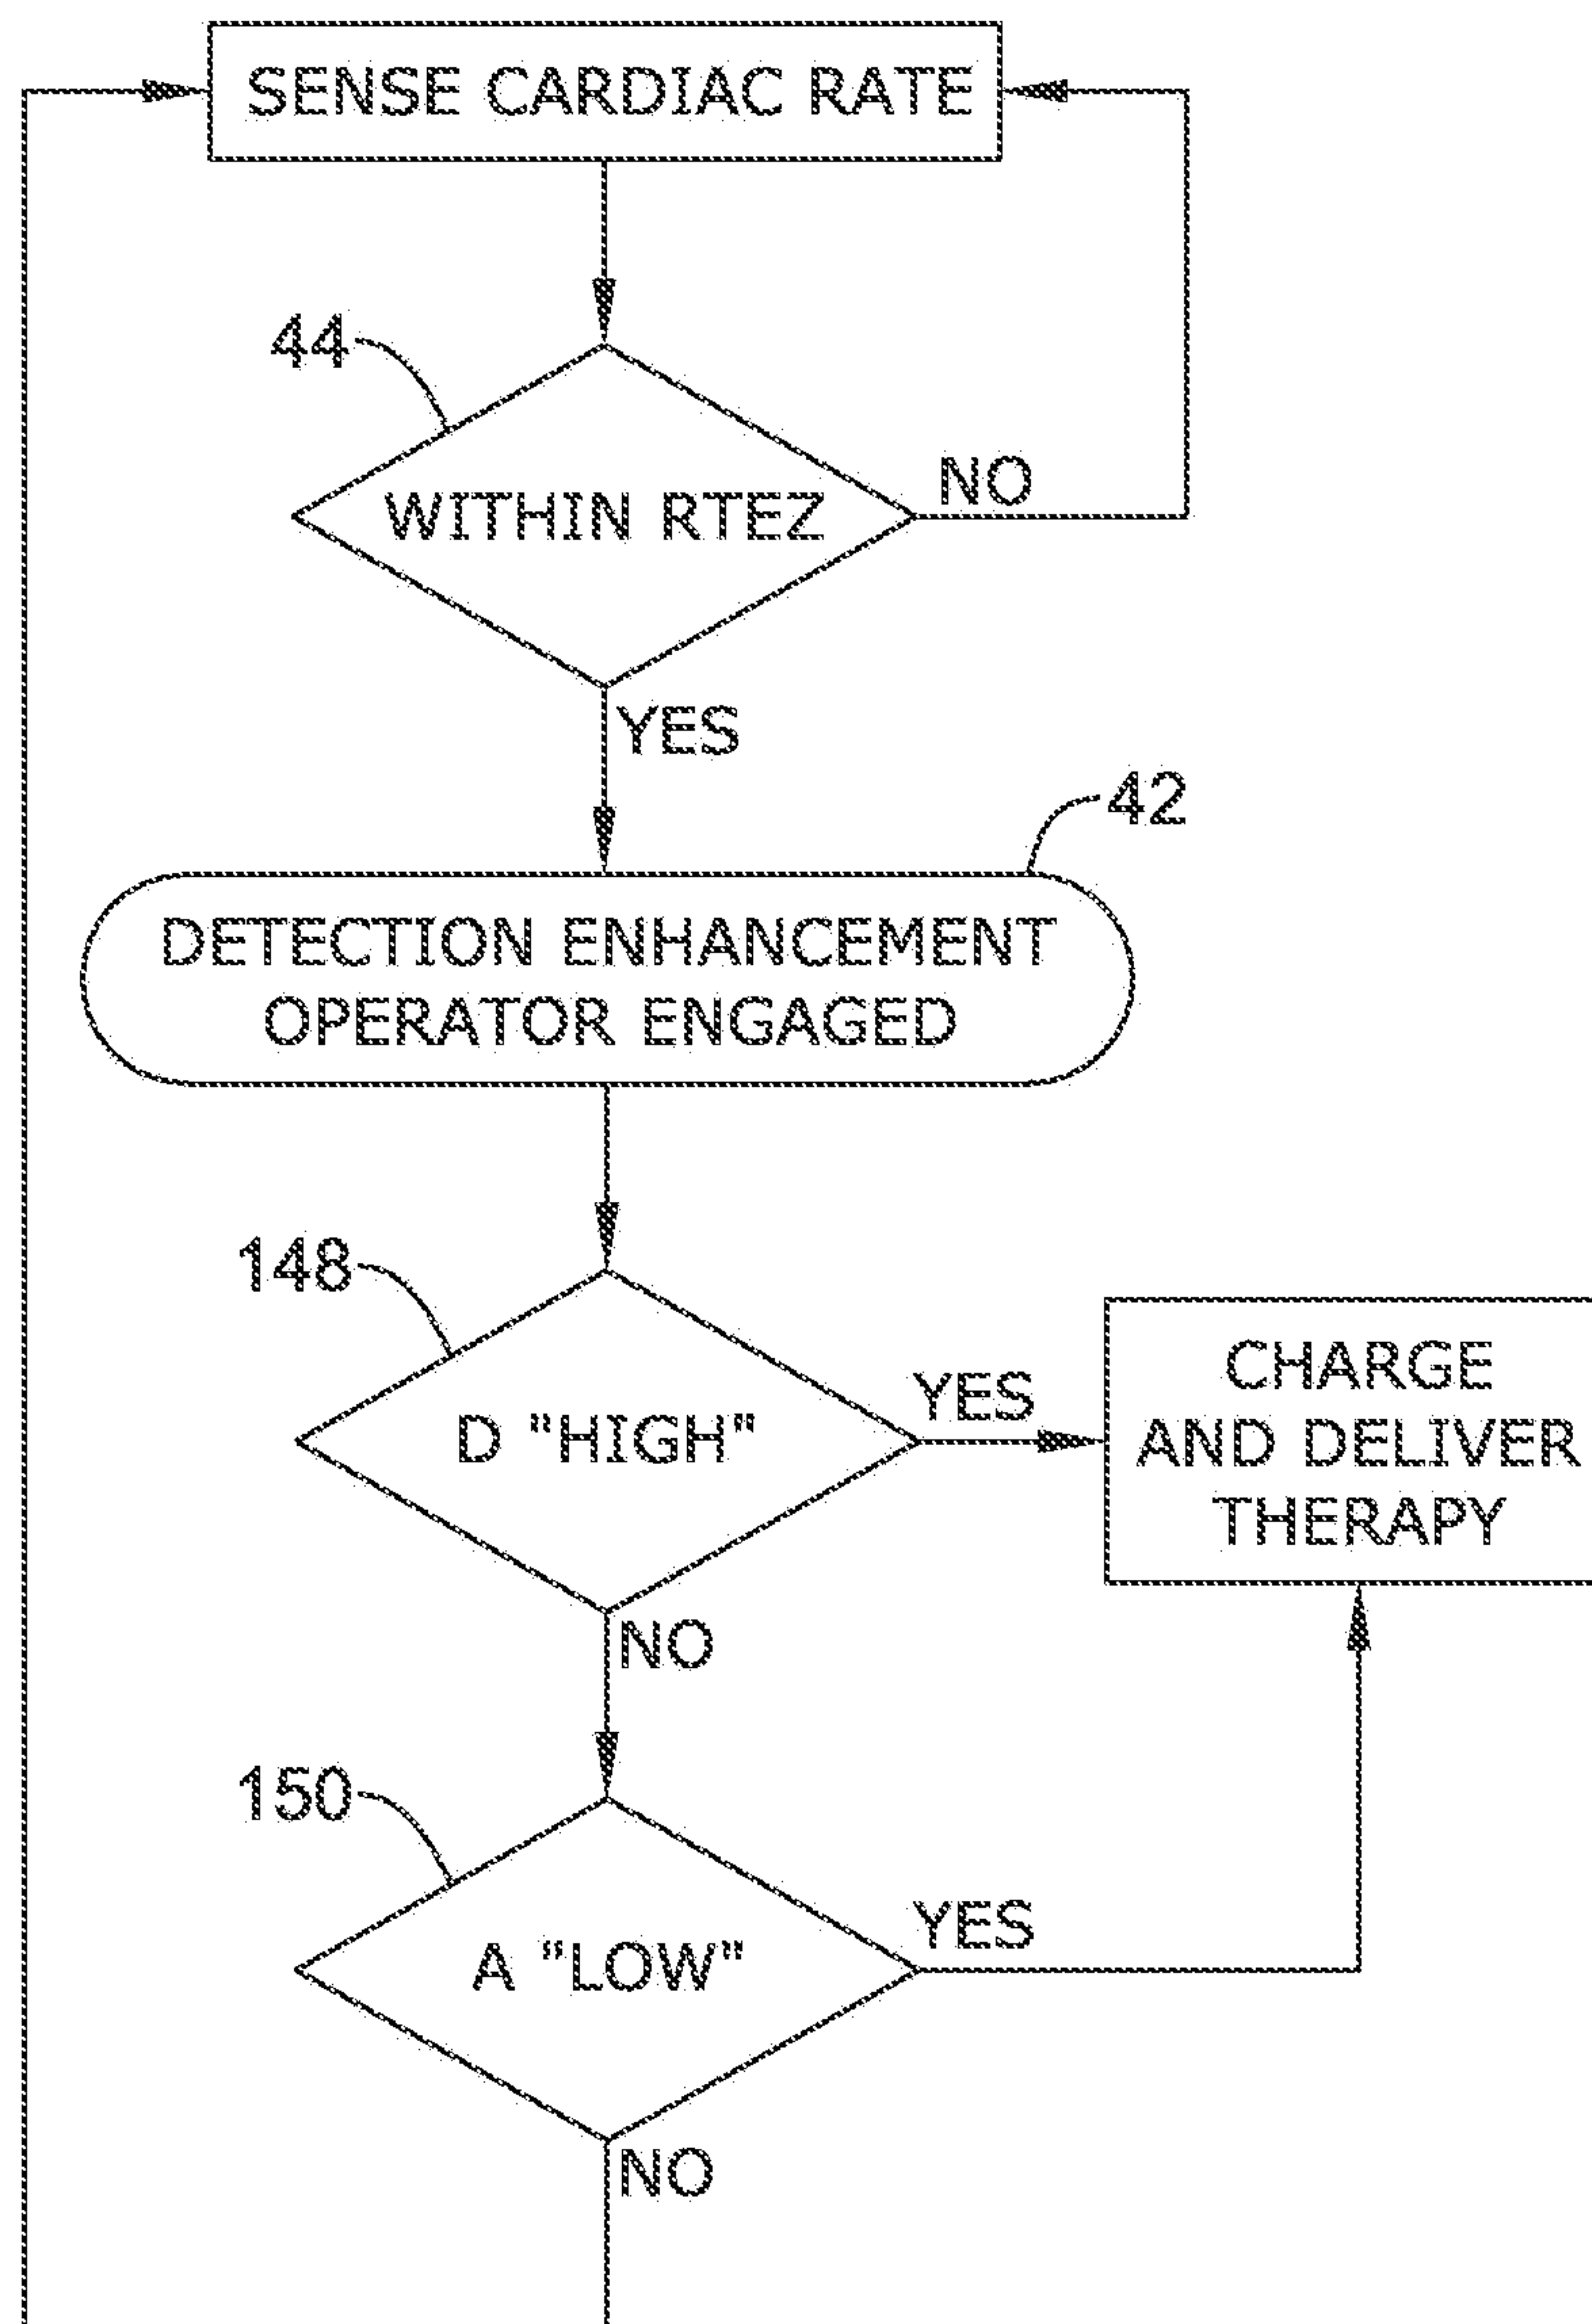 SENSE CARDIAC RATE
44
WITHIN RTEZ
NO
YES
42
DETECTION ENHANCEMENT
OPERATOR ENGAGED
148
D "HIGH"
YES
CHARGE
AND DELIVER
THERAPY
NO
150
A "LOW"
YES
NO